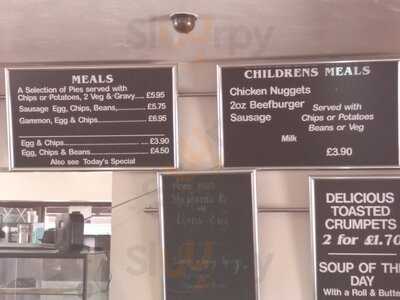 MEALS
A Selection of Pies served with
Chips or Potatoes, 2 Veg & Gravy..... £5.95
Sausage Egg, Chips, Beans,............ £5.75
Gammon, Egg & Chips.................... £6.95
Egg & Chips................................ £3.90
Egg, Chips & Beans..................... £4.50
Also see Today's Special
CHILDRENS MEALS
Chicken Nuggets
2oz Beefburger
Sausage
Served with
Chips or Potatoes
Beans or Veg
Milk
£3.90
DELICIOUS
TOASTED
CRUMPETS
2 for £1.70
SOUP OF THE
DAY
With a Roll & Butte